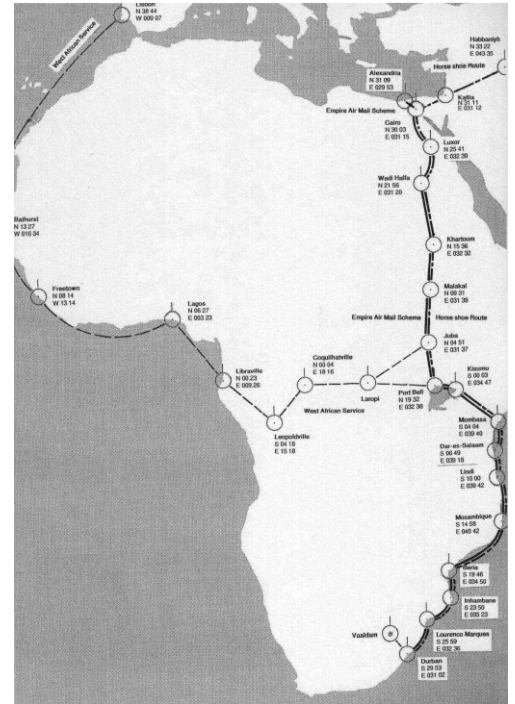 Lisbon
N 38 44
W 009 07
West African Service
Habbaniyh
N 33 22
E 043 35
Horse shoe Route
Alexandria
N 31 09
E 029 53
Kallia
N 31 11
E 031 12
Empire Air Mail Scheme
Cairo
N 30 03
E 031 15
Luxor
N 25 41
E 032 39
Wadi Halfa
N 21 56
E 031 20
Bathurst
N 13 27
W 016 34
Khartoum
N 15 36
E 032 32
Freetown
N 08 14
W 13 14
Lagos
N 06 27
E 003 23
Malakal
N 09 31
E 031 39
Empire Air Mail Scheme
Horse shoe Route
Juba
N 04 51
E 031 37
Coquilhatville
N 00 04
E 18 16
Kisumu
S 00 03
E 034 47
Libraville
N 00.23
E 009.26
Laropi
Port Bell
N 19 32
E 032 38
West African Service
Leopoldville
S 04 18
E 15 18
Mombasa
S 04 04
E 039 40
Dar-es-Salaam
S 06 49
E 039 18
Lindi
S 10 00
E 039 42
Mozambique
S 14 58
E 040 42
Beria
S 19 46
E 034 50
Inhambane
S 23 50
E 035 23
Vaaldam
Lourenco Marques
S 25 59
E 032 36
Durban
S 29 53
E 031 02